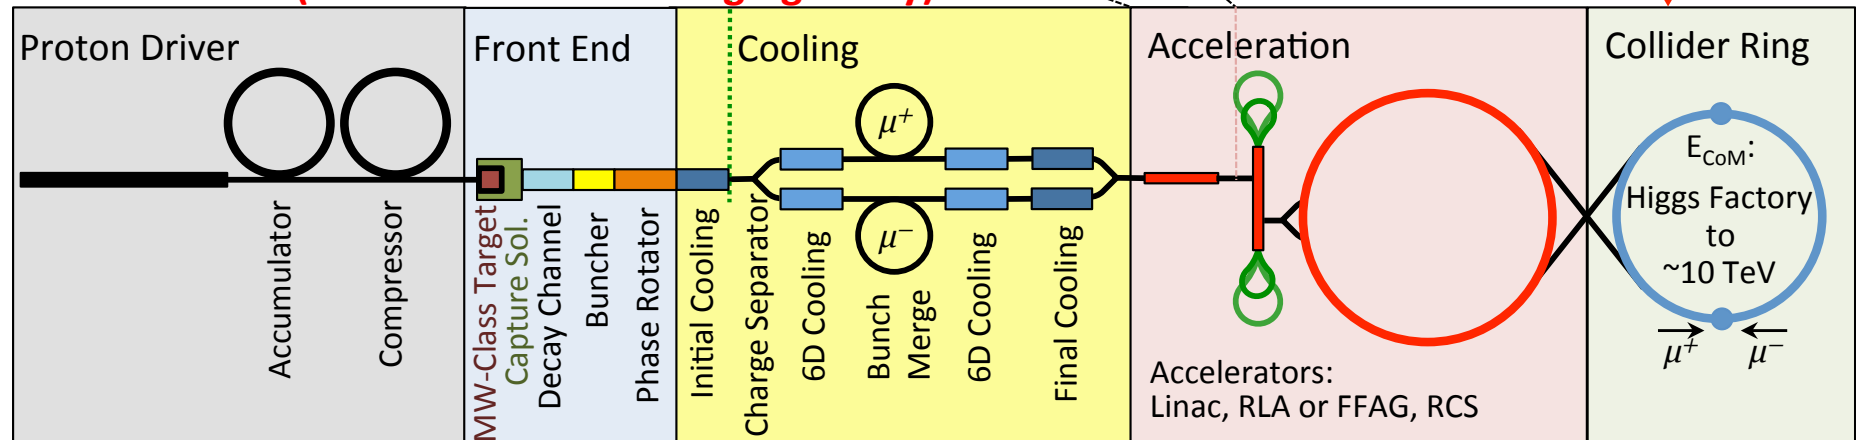 Proton Driver
Accumulator
Compressor
Front End
MW-Class Target
Capture Sol.
Decay Channel
Buncher
Phase Rotator
Cooling
Initial Cooling
Charge Separator
6D Cooling
μ+
μ−
Bunch
Merge
6D Cooling
Final Cooling
Acceleration
Accelerators:
Linac, RLA or FFAG, RCS
Collider Ring
ECoM:
Higgs Factory
to
~10 TeV
μ+ μ−